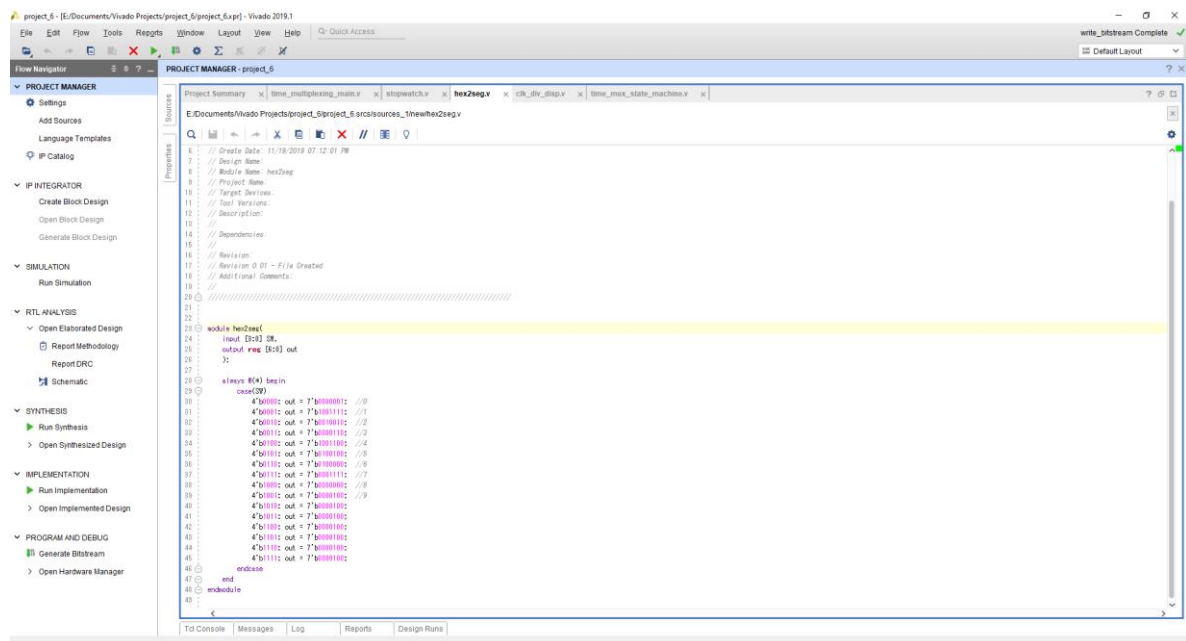 project_6 - [E:/Documents/Vivado Projects/project_6/project_6.xpr] - Vivado 2019.1
File Edit Flow Tools Reports Window Layout View Help Quick Access
write_bitstream Complete
Default Layout
Flow Navigator
PROJECT MANAGER - project_6
PROJECT MANAGER
Settings
Add Sources
Language Templates
IP Catalog
IP INTEGRATOR
Create Block Design
Open Block Design
Generate Block Design
SIMULATION
Run Simulation
RTL ANALYSIS
Open Elaborated Design
Report Methodology
Report DRC
Schematic
SYNTHESIS
Run Synthesis
Open Synthesized Design
IMPLEMENTATION
Run Implementation
Open Implemented Design
PROGRAM AND DEBUG
Generate Bitstream
Open Hardware Manager
Sources
Properties
Project Summary time_multiplexing_main.v stopwatch.v hex2seg.v clk_div_disp.v time_mux_state_machine.v
E:/Documents/Vivado Projects/project_6/project_6.srcs/sources_1/new/hex2seg.v
6 // Create Date: 11/19/2019 07:12:01 PM
7 // Design Name:
8 // Module Name: hex2seg
9 // Project Name:
10 // Target Devices:
11 // Tool Versions:
12 // Description:
13 //
14 // Dependencies:
15 //
16 // Revision:
17 // Revision 0.01 - File Created
18 // Additional Comments:
19 //
20
21
22
23 module hex2seg(
24 input [3:0] SW,
25 output reg [6:0] out
26 );
27
28 always @(*) begin
29 case(SW)
30 4'b0000: out = 7'b0000001; //0
31 4'b0001: out = 7'b1001111; //1
32 4'b0010: out = 7'b0010010; //2
33 4'b0011: out = 7'b0000110; //3
34 4'b0100: out = 7'b1001100; //4
35 4'b0101: out = 7'b0100100; //5
36 4'b0110: out = 7'b0100000; //6
37 4'b0111: out = 7'b0001111; //7
38 4'b1000: out = 7'b0000000; //8
39 4'b1001: out = 7'b0000100; //9
40 4'b1010: out = 7'b0000100;
41 4'b1011: out = 7'b0000100;
42 4'b1100: out = 7'b0000100;
43 4'b1101: out = 7'b0000100;
44 4'b1110: out = 7'b0000100;
45 4'b1111: out = 7'b0000100;
46 endcase
47 end
48 endmodule
49
Tcl Console Messages Log Reports Design Runs